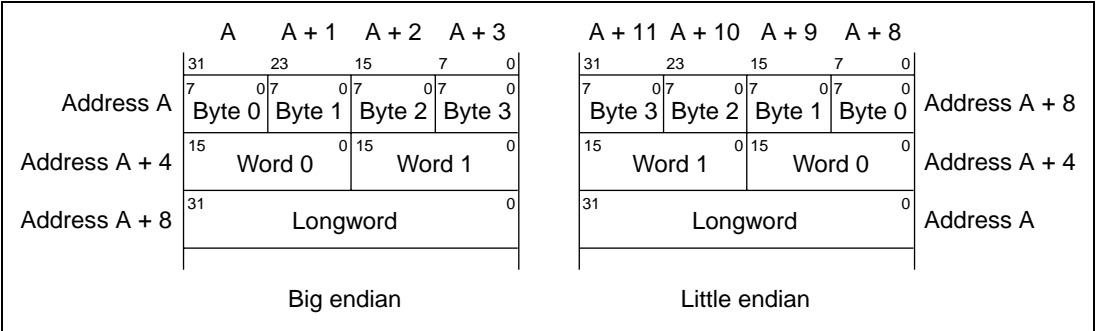 A A + 1 A + 2 A + 3 A + 11 A + 10 A + 9 A + 8
31 23 15 7 0 31 23 15 7 0
7 0 7 0 7 0 7 0 7 0 7 0 7 0 7 0
Address A Byte 0 Byte 1 Byte 2 Byte 3 Byte 3 Byte 2 Byte 1 Byte 0 Address A + 8
15 0 15 0 15 0 15 0
Address A + 4 Word 0 Word 1 Word 1 Word 0 Address A + 4
31 0 31 0
Address A + 8 Longword Longword Address A
Big endian Little endian